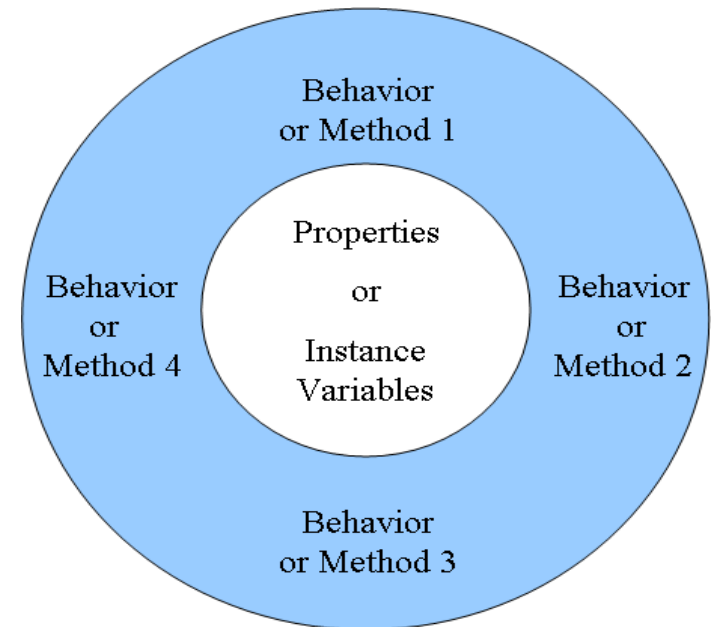 Behavior
or Method 1
Properties
or
Instance
Variables
Behavior
or
Method 4
Behavior
or
Method 2
Behavior
or Method 3